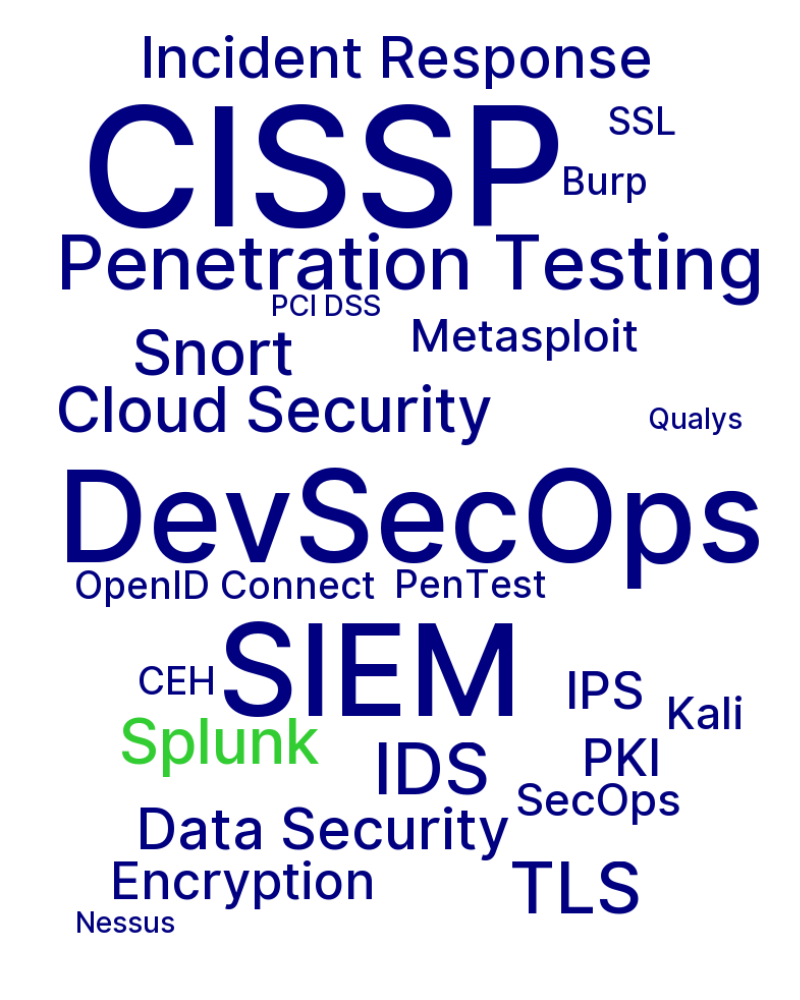 Incident Response
CISSP
SSL
Burp
Penetration Testing
PCI DSS
Metasploit
Snort
Cloud Security
Qualys
DevSecOps
OpenID Connect
PenTest
SIEM
CEH
IPS
Kali
Splunk
IDS
PKI
SecOps
Data Security
Encryption
TLS
Nessus